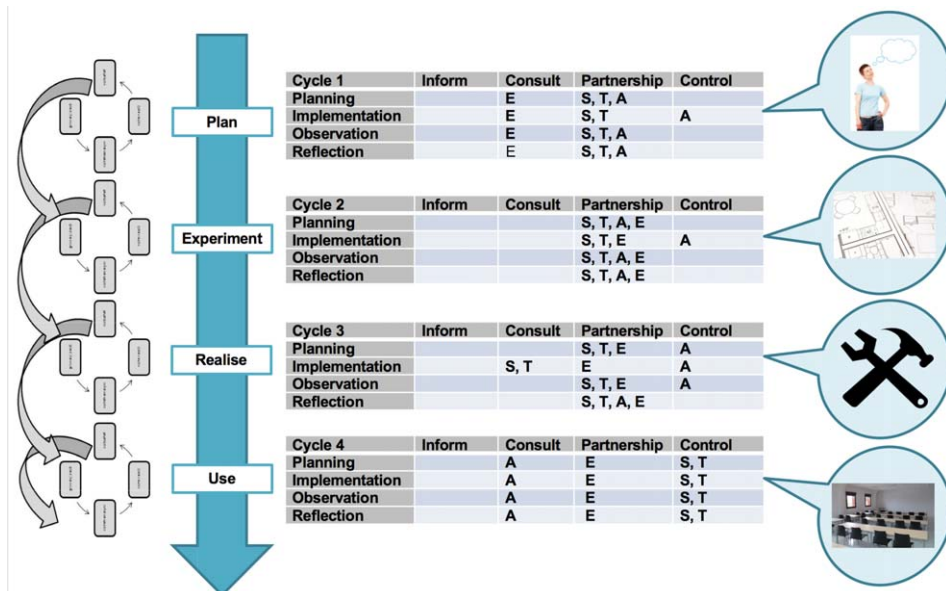 Plan
Experiment
Realise
Use
Cycle 1 Inform Consult Partnership Control
Planning E S, T, A
Implementation E S, T A
Observation E S, T, A
Reflection E S, T, A
Cycle 2 Inform Consult Partnership Control
Planning S, T, A, E
Implementation S, T, E A
Observation S, T, A, E
Reflection S, T, A, E
Cycle 3 Inform Consult Partnership Control
Planning S, T, E A
Implementation S, T E A
Observation S, T, E A
Reflection S, T, A, E
Cycle 4 Inform Consult Partnership Control
Planning A E S, T
Implementation A E S, T
Observation A E S, T
Reflection A E S, T